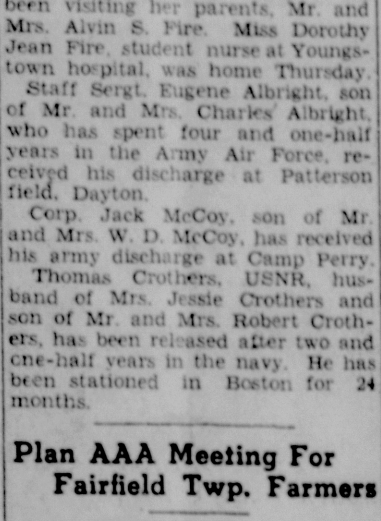 been visiting her parents, Mr. and
Mrs. Alvin S. Fire. Miss Dorothy
Jean Fire, student nurse at Youngs-
town hospital, was home Thursday.
Staff Sergt. Eugene Albright, son
of Mr. and Mrs. Charles Albright,
who has spent four and one-half
years in the Army Air Force, re-
ceived his discharge at Patterson
field, Dayton.
Corp. Jack McCoy, son of Mr.
and Mrs. W. D. McCoy, has received
his army discharge at Camp Perry.
Thomas Crothers, USNR, hus-
band of Mrs. Jessie Crothers and
son of Mr. and Mrs. Robert Croth-
ers, has been released after two and
one-half years in the navy. He has
been stationed in Boston for 24
months.
Plan AAA Meeting For
Fairfield Twp. Farmers